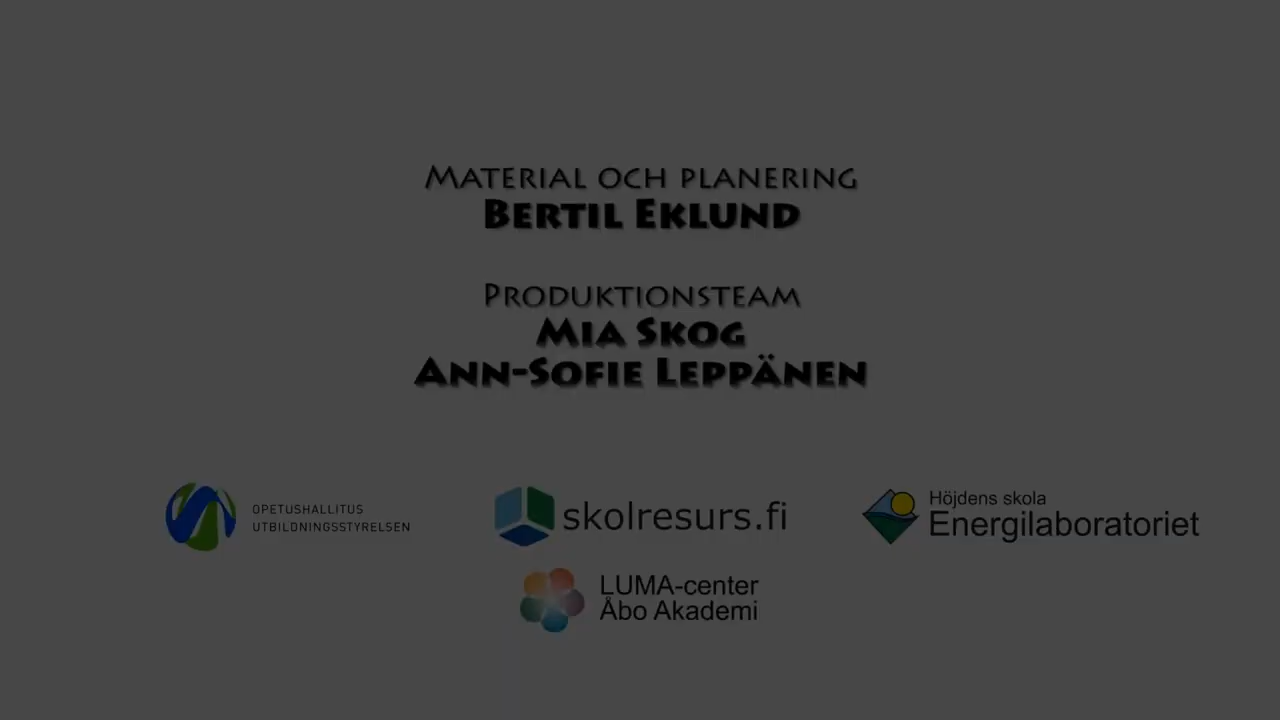 MATERIAL OCH PLANERING
BERTIL EKLUND
PRODUKTIONSTEAM
MIA SKOG
ANN-SOFIE LEPPÄNEN
OPETUSHALLITUS
UTBILDNINGSSTYRELSEN
skolresurs.fi
Höjdens skola
Energilaboratoriet
LUMA-center
Åbo Akademi